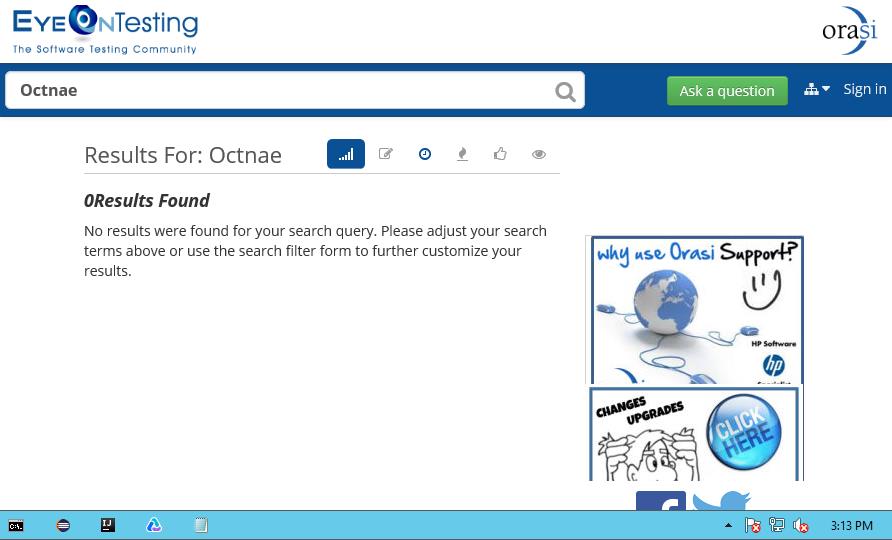 EYEONTESTING
The Software Testing Community
orasi
Octnae
Ask a question
Sign in
Results For: Octnae
0Results Found
No results were found for your search query. Please adjust your search
terms above or use the search filter form to further customize your
results.
why use Orasi Support?
HP Software
hp
CHANGES
UPGRADES
CLICK
HERE
C:\.
IJ
3:13 PM